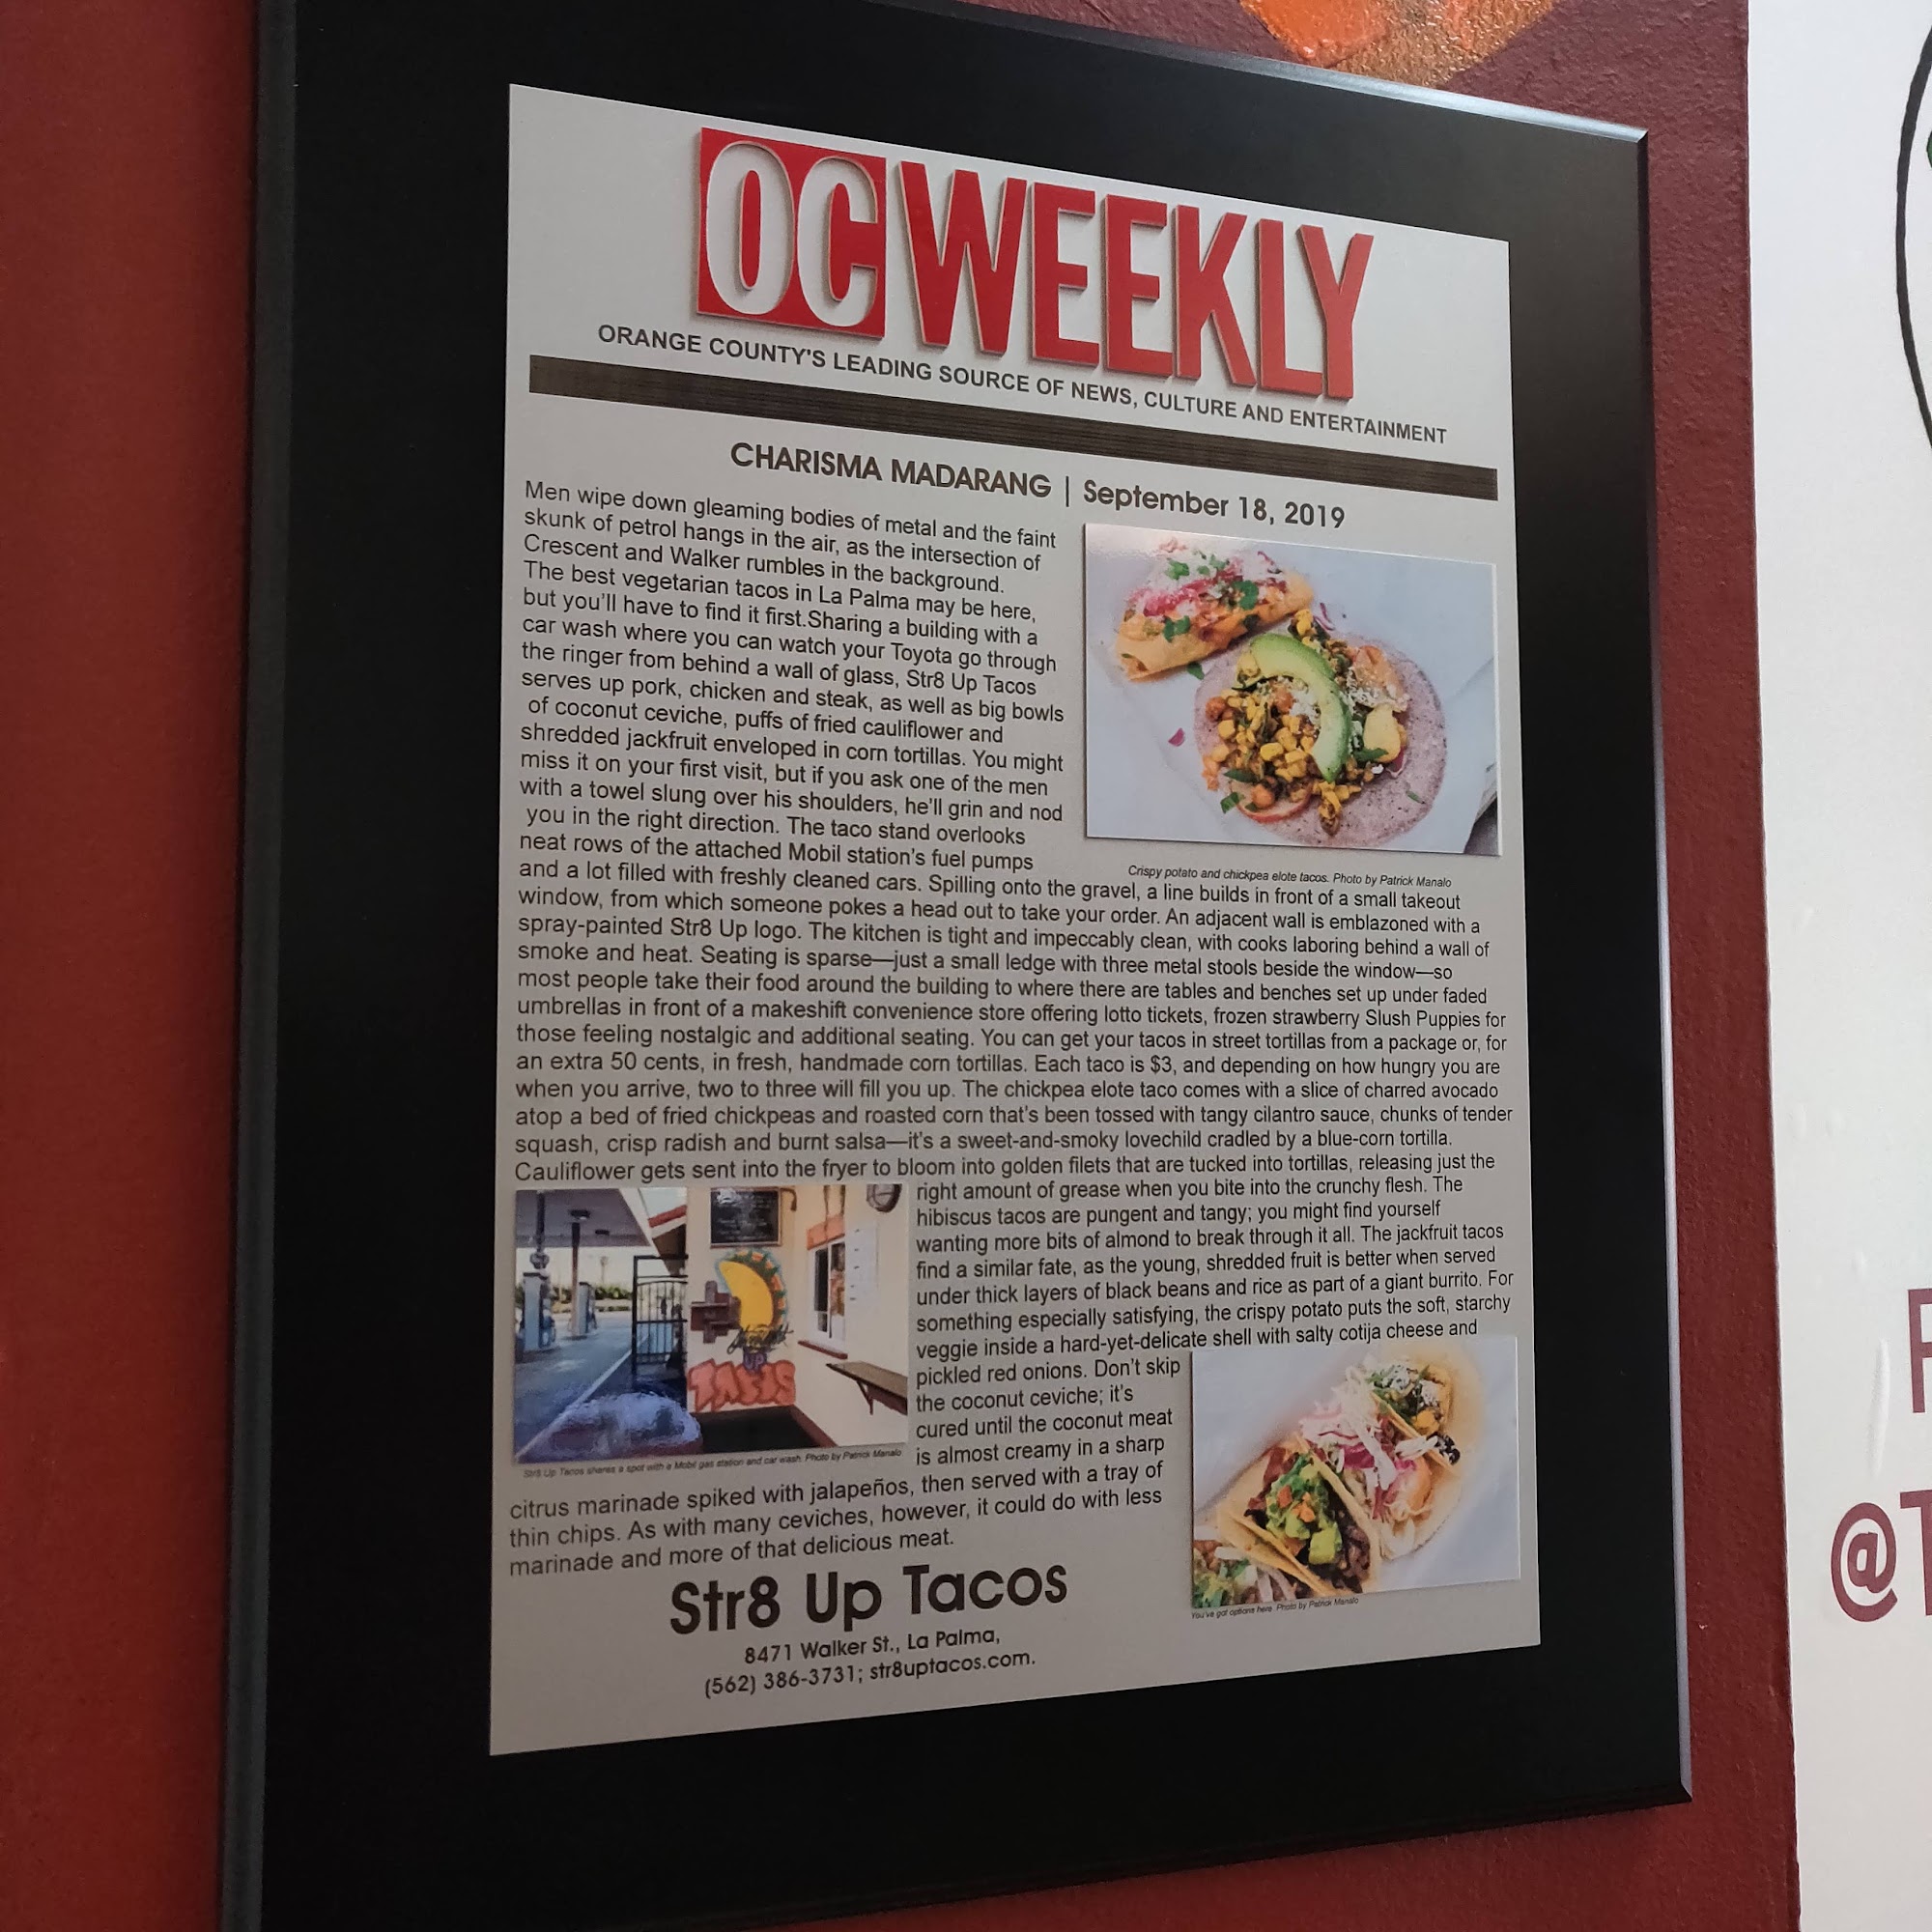 OC WEEKLY
ORANGE COUNTY'S LEADING SOURCE OF NEWS, CULTURE AND ENTERTAINMENT
CHARISMA MADARANG | September 18, 2019
Men wipe down gleaming bodies of metal and the faint
skunk of petrol hangs in the air, as the intersection of
Crescent and Walker rumbles in the background.
The best vegetarian tacos in La Palma may be here,
but you'll have to find it first.Sharing a building with a
car wash where you can watch your Toyota go through
the ringer from behind a wall of glass, Str8 Up Tacos
serves up pork, chicken and steak, as well as big bowls
of coconut ceviche, puffs of fried cauliflower and
shredded jackfruit enveloped in corn tortillas. You might
miss it on your first visit, but if you ask one of the men
with a towel slung over his shoulders, he'll grin and nod
you in the right direction. The taco stand overlooks
neat rows of the attached Mobil station's fuel pumps
Crispy potato and chickpea elote tacos. Photo by Patrick Manalo
and a lot filled with freshly cleaned cars. Spilling onto the gravel, a line builds in front of a small takeout
window, from which someone pokes a head out to take your order. An adjacent wall is emblazoned with a
spray-painted Str8 Up logo. The kitchen is tight and impeccably clean, with cooks laboring behind a wall of
smoke and heat. Seating is sparse—just a small ledge with three metal stools beside the window—so
most people take their food around the building to where there are tables and benches set up under faded
umbrellas in front of a makeshift convenience store offering lotto tickets, frozen strawberry Slush Puppies for
those feeling nostalgic and additional seating. You can get your tacos in street tortillas from a package or, for
an extra 50 cents, in fresh, handmade corn tortillas. Each taco is $3, and depending on how hungry you are
when you arrive, two to three will fill you up. The chickpea elote taco comes with a slice of charred avocado
atop a bed of fried chickpeas and roasted corn that's been tossed with tangy cilantro sauce, chunks of tender
squash, crisp radish and burnt salsa—it's a sweet-and-smoky lovechild cradled by a blue-corn tortilla.
Cauliflower gets sent into the fryer to bloom into golden filets that are tucked into tortillas, releasing just the
right amount of grease when you bite into the crunchy flesh. The
hibiscus tacos are pungent and tangy; you might find yourself
wanting more bits of almond to break through it all. The jackfruit tacos
find a similar fate, as the young, shredded fruit is better when served
under thick layers of black beans and rice as part of a giant burrito. For
something especially satisfying, the crispy potato puts the soft, starchy
veggie inside a hard-yet-delicate shell with salty cotija cheese and
pickled red onions. Don't skip
the coconut ceviche; it's
cured until the coconut meat
is almost creamy in a sharp
UP
TACOS
Str8 Up Tacos shares a spot with a Mobil gas station and car wash. Photo by Patrick Manalo
citrus marinade spiked with jalapeños, then served with a tray of
thin chips. As with many ceviches, however, it could do with less
marinade and more of that delicious meat.
You've got options here. Photo by Patrick Manalo
Str8 Up Tacos
8471 Walker St., La Palma,
(562) 386-3731; str8uptacos.com.